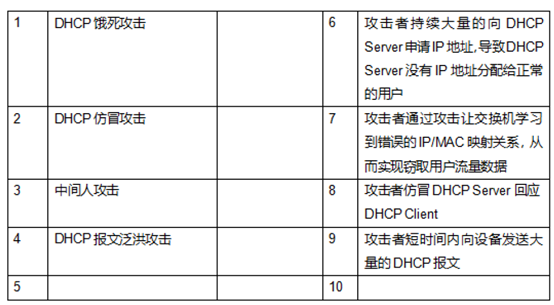 1 DHCP 饿死攻击 6 攻击者持续大量的向 DHCP
Server 申请 IP 地址,导致DHCP
Server 没有 IP 地址分配给正常
的用户
2 DHCP 仿冒攻击 7 攻击者通过攻击让交换机学习
到错误的IP/MAC 映射关系，从
而实现窃取用户流量数据
3 中间人攻击 8 攻击者仿冒 DHCP Server 回应
DHCP Client
4 DHCP 报文泛洪攻击 9 攻击者短时间内向设备发送大
量的 DHCP 报文
5 10